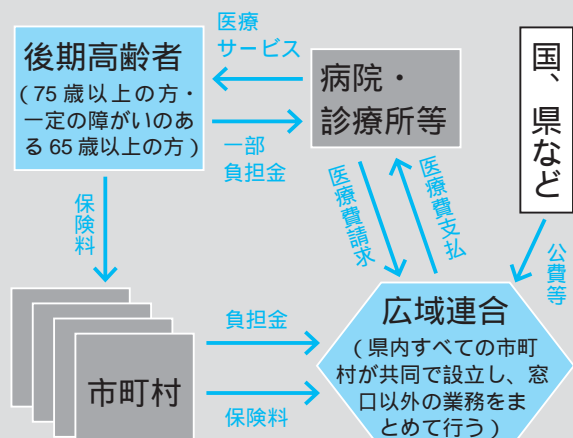 後期高齢者
（75 歳以上の方・
一定の障がいのあ
る 65 歳以上の方）
医療
サービス
一部
負担金
病院・
診療所等
国、県など
保険料
医療費請求
医療費支払
公費等
市町村
負担金
保険料
広域連合
（県内すべての市町
村が共同で設立し、窓
口以外の業務をま
とめて行う）